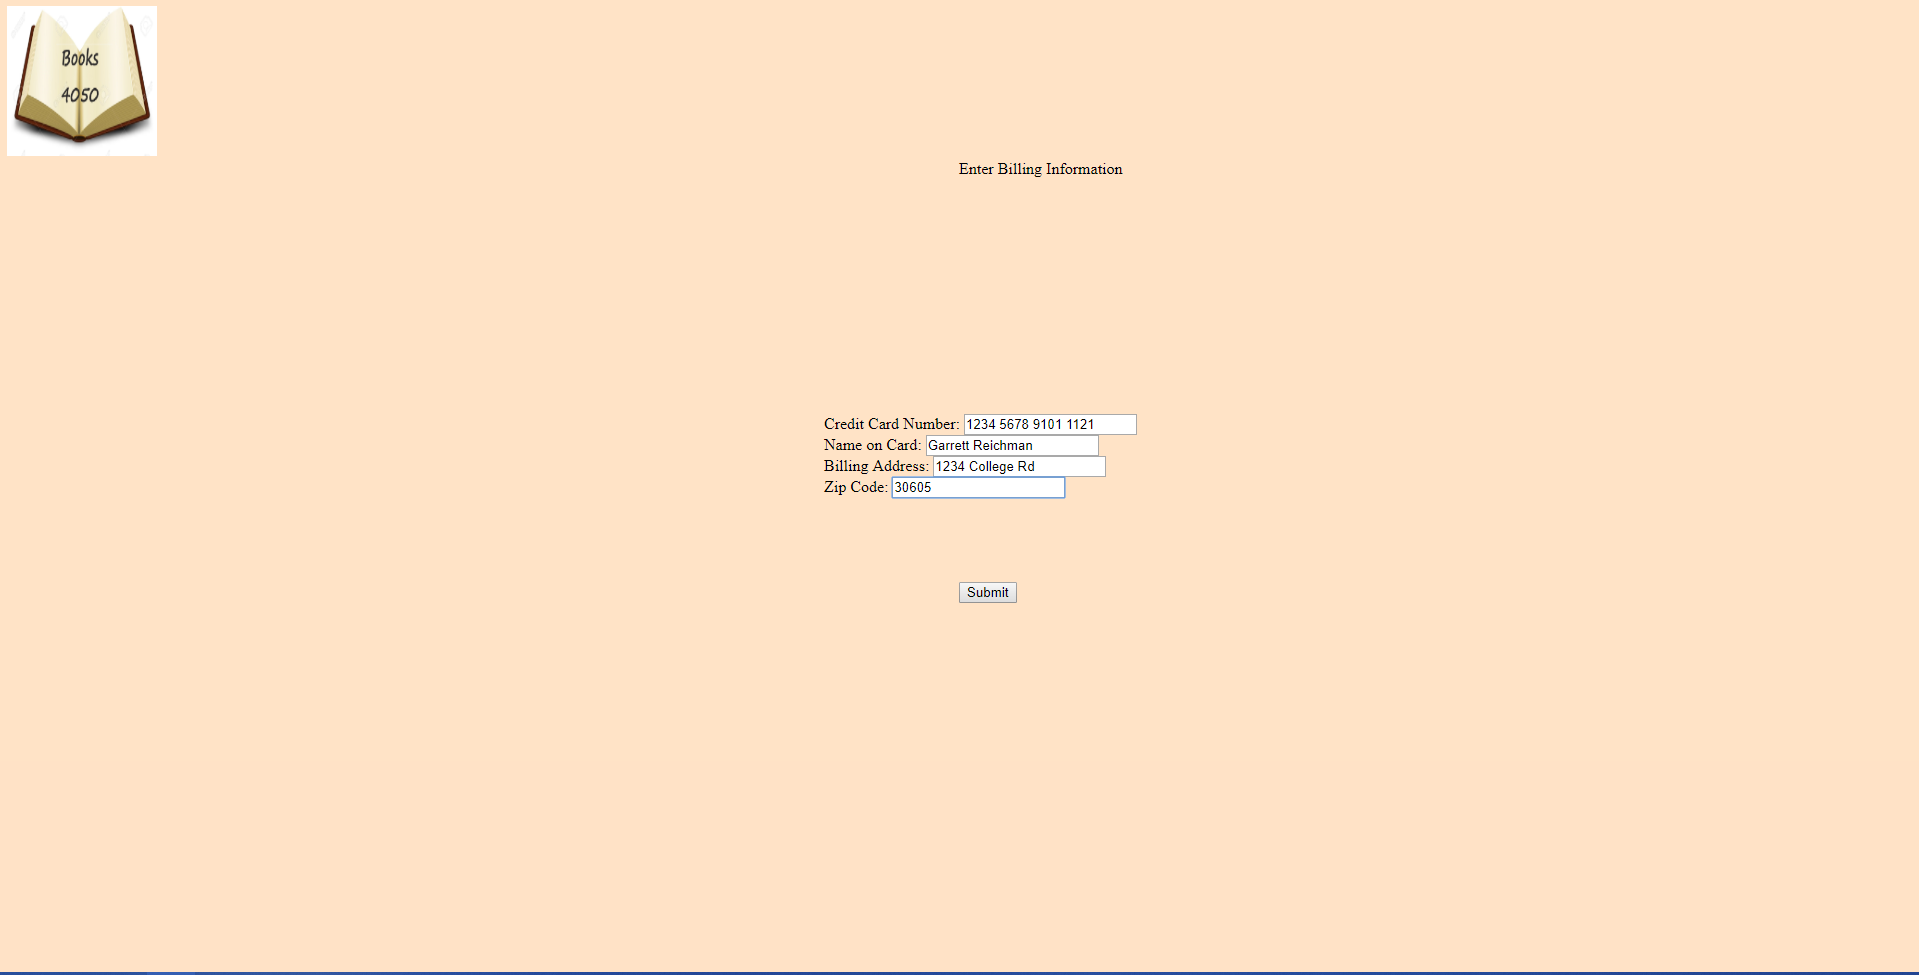 Books
4050
Enter Billing Information
Credit Card Number: 1234 5678 9101 1121
Name on Card: Garrett Reichman
Billing Address: 1234 College Rd
Zip Code: 30605
Submit